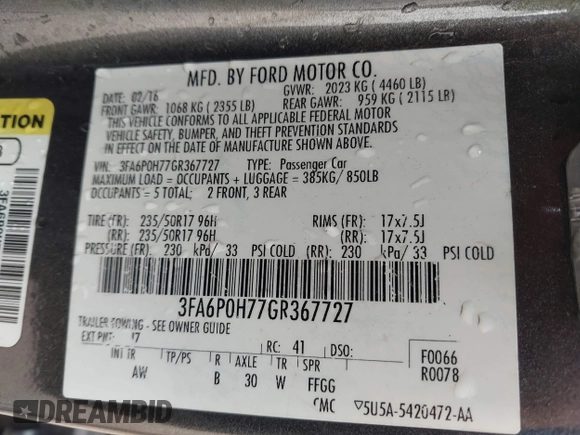 MFD. BY FORD MOTOR CO.
DATE: 02/16 GVWR: 2023 KG ( 4460 LB)
FRONT GAWR: 1068 KG ( 2355 LB) REAR GAWR: 959 KG ( 2115 LB)
THIS VEHICLE CONFORMS TO ALL APPLICABLE FEDERAL MOTOR
VEHICLE SAFETY, BUMPER, AND THEFT PREVENTION STANDARDS
IN EFFECT ON THE DATE OF MANUFACTURE SHOWN ABOVE.
VIN: 3FA6P0H77GR367727 TYPE: Passenger Car
MAXIMUM LOAD = OCCUPANTS + LUGGAGE = 385KG/ 850LB
OCCUPANTS = 5 TOTAL; 2 FRONT, 3 REAR
TIRE (FR): 235/50R17 96H RIMS (FR): 17x7.5J
(RR): 235/50R17 96H (RR): 17x7.5J
PRESSURE (FR): 230 kPa/ 33 PSI COLD (RR): 230 kPa/ 33 PSI COLD
3FA6P0H77GR367727
TRAILER TOWING - SEE OWNER GUIDE
EXT PNT: RC: 41 DSO: F0066
INT TR TP/PS R AXLE TR SPR R0078
AW B 30 W FFGG
5U5A-5420472-AA
DREAMBID